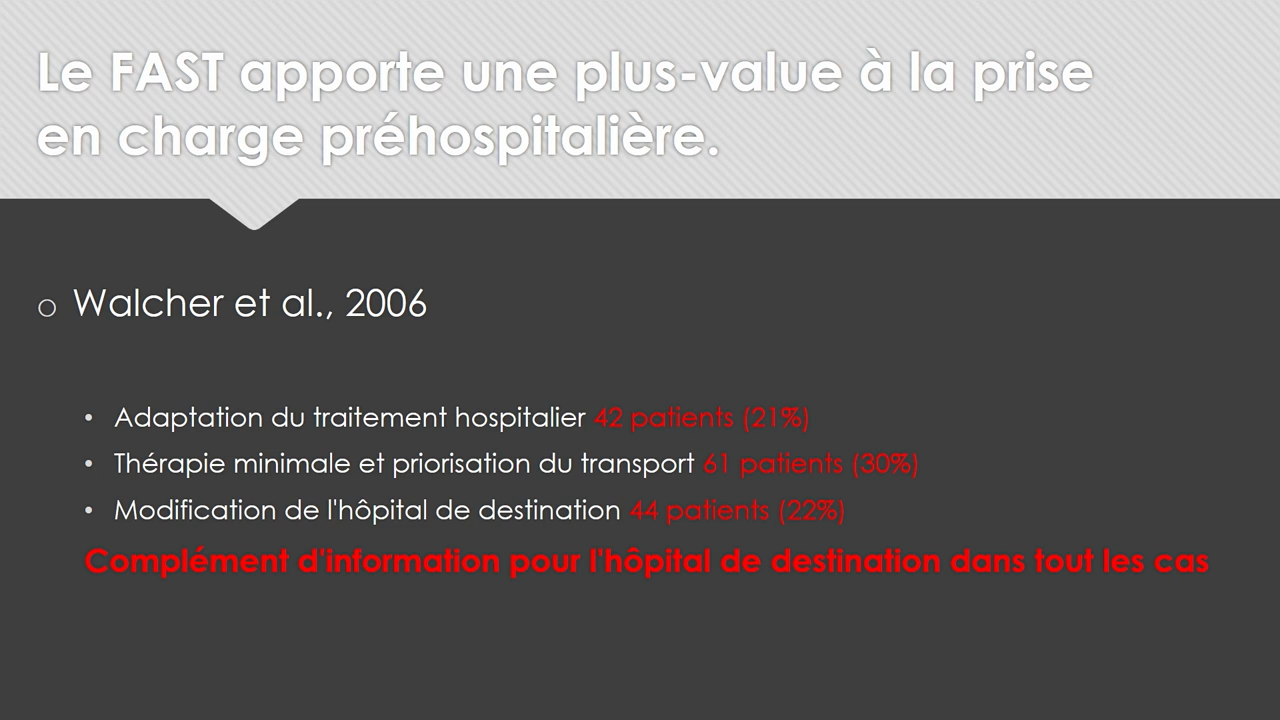 Le FAST apporte une plus-value à la prise
en charge préhospitalière.
o Walcher et al., 2006
• Adaptation du traitement hospitalier 42 patients (21%)
• Thérapie minimale et priorisation du transport 61 patients (30%)
• Modification de l'hôpital de destination 44 patients (22%)
Complément d'information pour l'hôpital de destination dans tout les cas